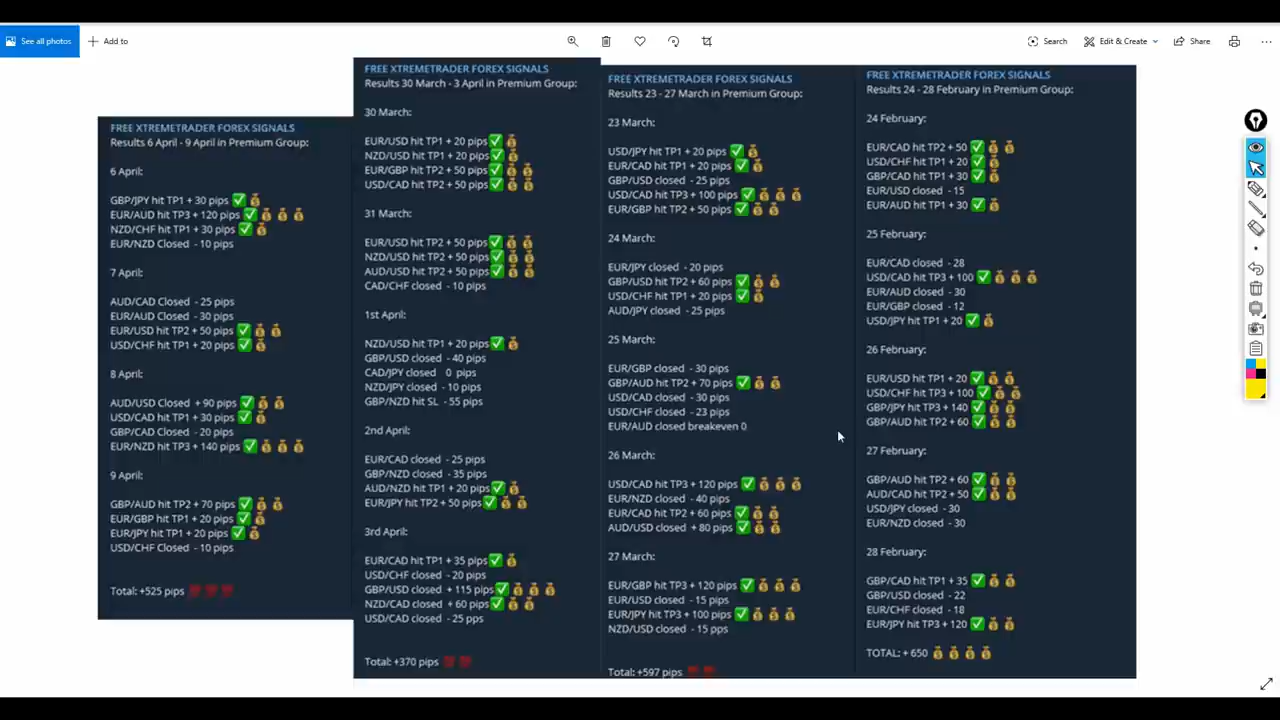 See all photos
Add to
Search
Edit & Create
Share
FREE XTREMETRADER FOREX SIGNALS
Results 6 April - 9 April in Premium Group:
6 April:
GBP/JPY hit TP1 + 30 pips
EUR/AUD hit TP3 + 120 pips
NZD/CHF hit TP1 + 30 pips
EUR/NZD Closed - 10 pips
7 April:
AUD/CAD Closed - 25 pips
EUR/AUD Closed - 30 pips
EUR/USD hit TP2 + 50 pips
USD/CHF hit TP1 + 20 pips
8 April:
AUD/USD Closed + 90 pips
USD/CAD hit TP1 + 30 pips
GBP/CAD Closed - 20 pips
EUR/NZD hit TP3 + 140 pips
9 April:
GBP/AUD hit TP2 + 70 pips
EUR/GBP hit TP1 + 20 pips
EUR/JPY hit TP1 + 20 pips
USD/CHF Closed - 10 pips
Total: +525 pips
FREE XTREMETRADER FOREX SIGNALS
Results 30 March - 3 April in Premium Group:
30 March:
EUR/USD hit TP1 + 20 pips
NZD/USD hit TP1 + 20 pips
EUR/GBP hit TP2 + 50 pips
USD/CAD hit TP2 + 50 pips
31 March:
EUR/USD hit TP2 + 50 pips
NZD/USD hit TP2 + 50 pips
AUD/USD hit TP2 + 50 pips
CAD/CHF closed - 10 pips
1st April:
NZD/USD hit TP1 + 20 pips
GBP/USD closed - 40 pips
CAD/JPY closed 0 pips
NZD/JPY closed - 10 pips
GBP/NZD hit SL - 55 pips
2nd April:
EUR/CAD closed - 25 pips
GBP/NZD closed - 35 pips
AUD/NZD hit TP1 + 20 pips
EUR/JPY hit TP2 + 50 pips
3rd April:
EUR/CAD hit TP1 + 35 pips
USD/CHF closed - 20 pips
GBP/USD closed + 115 pips
NZD/CAD closed + 60 pips
USD/CAD closed - 25 pps
Total: +370 pips
FREE XTREMETRADER FOREX SIGNALS
Results 23 - 27 March in Premium Group:
23 March:
USD/JPY hit TP1 + 20 pips
EUR/CAD hit TP1 + 20 pips
GBP/USD closed - 25 pips
USD/CAD hit TP3 + 100 pips
EUR/GBP hit TP2 + 50 pips
24 March:
EUR/JPY closed - 20 pips
GBP/USD hit TP2 + 60 pips
USD/CHF hit TP1 + 20 pips
AUD/JPY closed - 25 pips
25 March:
EUR/GBP closed - 30 pips
GBP/AUD hit TP2 + 70 pips
USD/CAD closed - 30 pips
USD/CHF closed - 23 pips
EUR/AUD closed breakeven 0
26 March:
USD/CAD hit TP3 + 120 pips
EUR/NZD closed - 40 pips
EUR/CAD hit TP2 + 60 pips
AUD/USD closed + 80 pips
27 March:
EUR/GBP hit TP3 + 120 pips
EUR/USD closed - 15 pips
EUR/JPY hit TP3 + 100 pips
NZD/USD closed - 15 pps
Total: +597 pips
FREE XTREMETRADER FOREX SIGNALS
Results 24 - 28 February in Premium Group:
24 February:
EUR/CAD hit TP2 + 50
USD/CHF hit TP1 + 20
GBP/CAD hit TP1 + 30
EUR/USD closed - 15
EUR/AUD hit TP1 + 30
25 February:
EUR/CAD closed - 28
USD/CAD hit TP3 + 100
EUR/AUD closed - 30
EUR/GBP closed - 12
USD/JPY hit TP1 + 20
26 February:
EUR/USD hit TP1 + 20
USD/CHF hit TP3 + 100
GBP/JPY hit TP3 + 140
GBP/AUD hit TP2 + 60
27 February:
GBP/AUD hit TP2 + 60
AUD/CAD hit TP2 + 50
USD/JPY closed - 30
EUR/NZD closed - 30
28 February:
GBP/CAD hit TP1 + 35
GBP/USD closed - 22
EUR/CHF closed - 18
EUR/JPY hit TP3 + 120
TOTAL: + 650